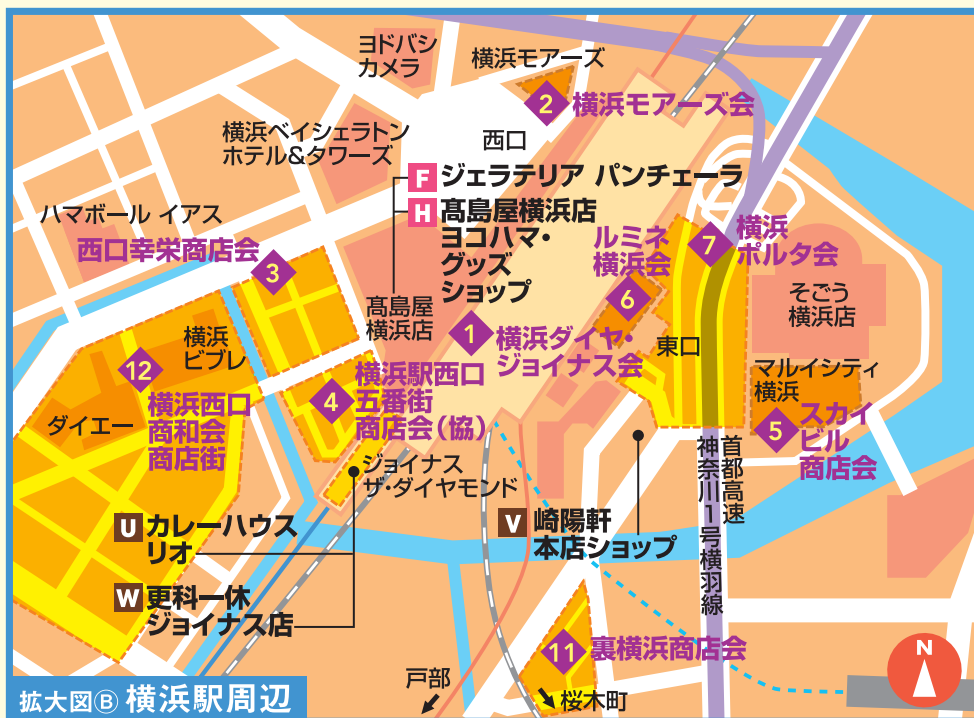 ヨドバシ
カメラ
横浜モアーズ
2 横浜モアーズ会
西口
横浜ベイシェラトン
ホテル&タワーズ
F ジェラテリア パンチェーラ
H 髙島屋横浜店
ヨコハマ・
グッズ
ショップ
髙島屋
横浜店
ハマボール イアス
西口幸栄商店会
3
ルミネ
横浜会
6
7 横浜
ポルタ会
そごう
横浜店
東口
1 横浜ダイヤ・
ジョイナス会
横浜
ビブレ
12
横浜西口
商和会
商店街
ダイエー
4 横浜駅西口
五番街
商店会(協)
マルイシティ
横浜
5 スカイ
ビル
商店会
ジョイナス
ザ・ダイヤモンド
首都高速
神奈川1号横羽線
U カレーハウス
リオ
V 崎陽軒
本店ショップ
W 更科一休
ジョイナス店
11 裏横浜商店会
戸部
桜木町
N
拡大図Ⓑ 横浜駅周辺